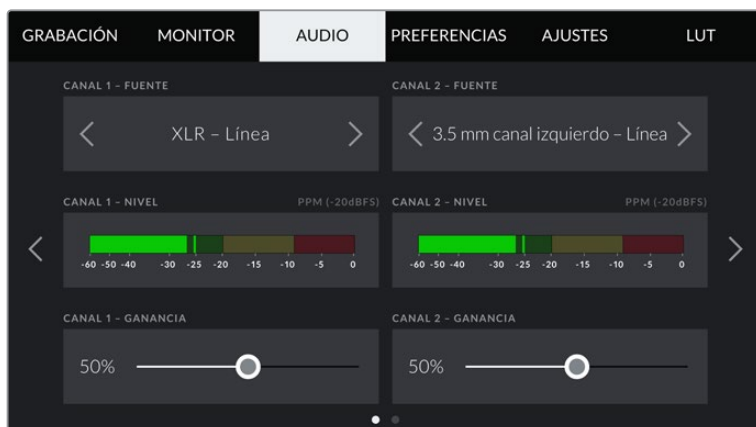 GRABACIÓN MONITOR AUDIO PREFERENCIAS AJUSTES LUT
CANAL 1 – FUENTE CANAL 2 – FUENTE
XLR – Línea 3.5 mm canal izquierdo – Línea
CANAL 1 – NIVEL PPM (-20dBFS) CANAL 2 – NIVEL PPM (-20dBFS)
-60 -50 -40 -30 -25 -20 -15 -10 -5 0 -60 -50 -40 -30 -25 -20 -15 -10 -5 0
CANAL 1 – GANANCIA CANAL 2 – GANANCIA
50% 50%